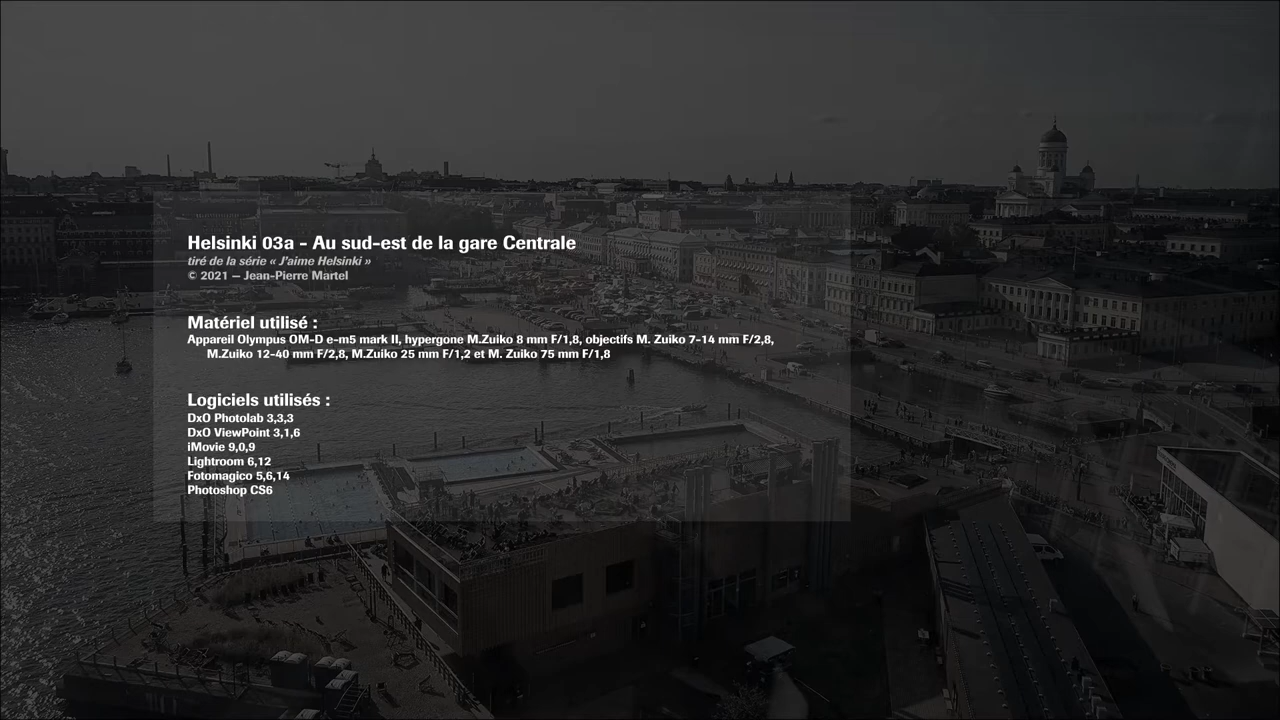 Helsinki 03a - Au sud-est de la gare Centrale
tiré de la série « J'aime Helsinki »
© 2021 – Jean-Pierre Martel
Matériel utilisé :
Appareil Olympus OM-D e-m5 mark II, hypergone M.Zuiko 8 mm F/1,8, objectifs M. Zuiko 7-14 mm F/2,8,
M.Zuiko 12-40 mm F/2,8, M.Zuiko 25 mm F/1,2 et M. Zuiko 75 mm F/1,8
Logiciels utilisés :
DxO Photolab 3,3,3
DxO ViewPoint 3,1,6
iMovie 9,0,9
Lightroom 6,12
Fotomagico 5,6,14
Photoshop CS6